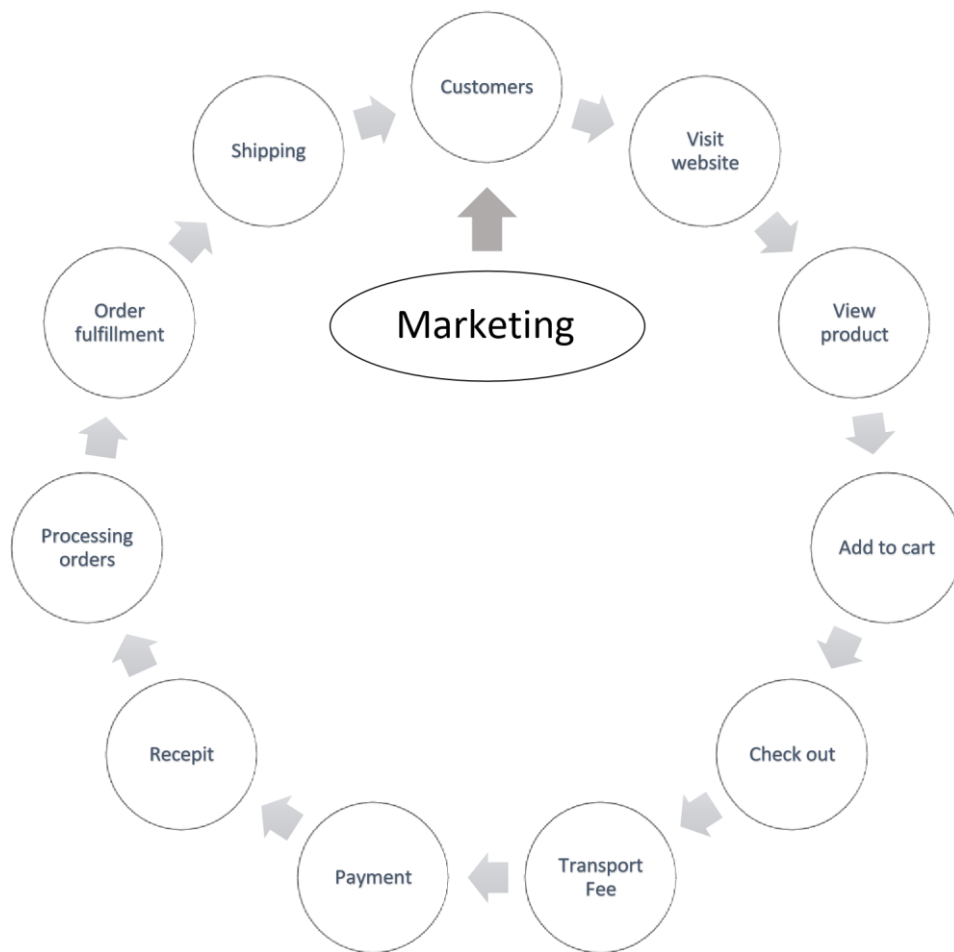 Customers
Visit
website
View
product
Add to cart
Check out
Transport
Fee
Payment
Recepit
Processing
orders
Order
fulfillment
Shipping
Marketing